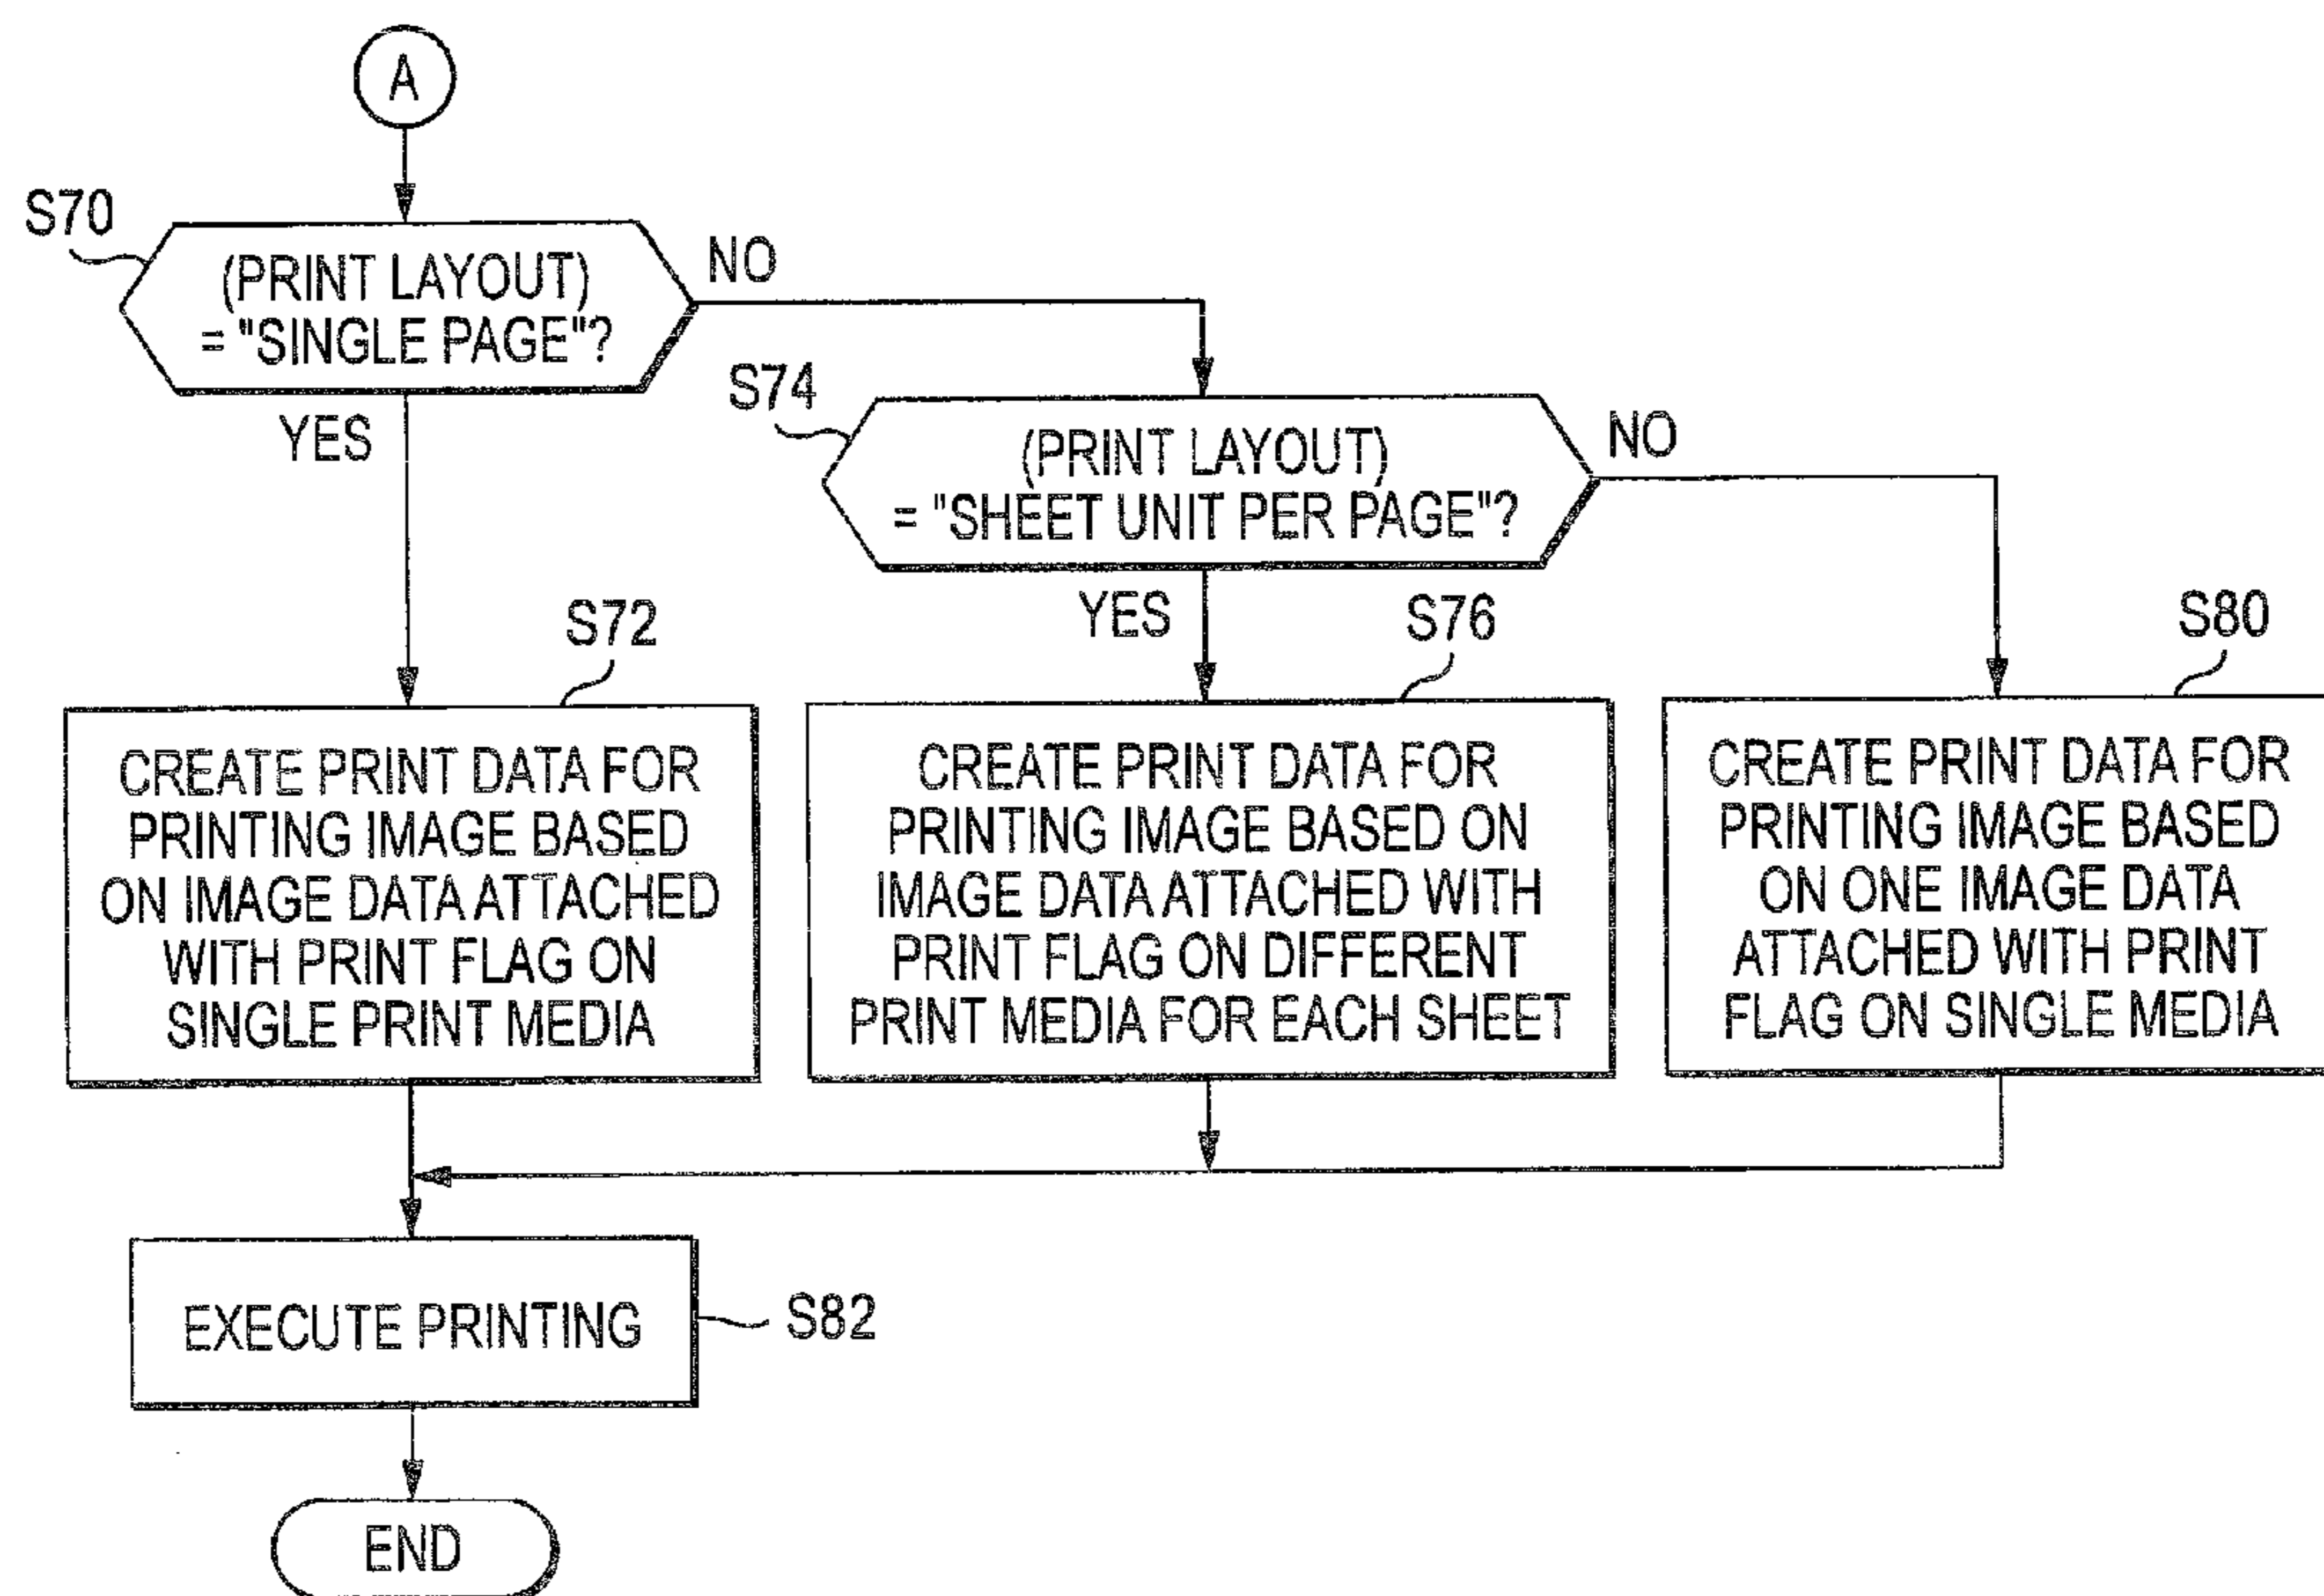 A
S70
(PRINT LAYOUT)
= "SINGLE PAGE"?
NO
YES
S74
(PRINT LAYOUT)
= "SHEET UNIT PER PAGE"?
NO
YES
S72
CREATE PRINT DATA FOR
PRINTING IMAGE BASED
ON IMAGE DATA ATTACHED
WITH PRINT FLAG ON
SINGLE PRINT MEDIA
S76
CREATE PRINT DATA FOR
PRINTING IMAGE BASED ON
IMAGE DATA ATTACHED WITH
PRINT FLAG ON DIFFERENT
PRINT MEDIA FOR EACH SHEET
S80
CREATE PRINT DATA FOR
PRINTING IMAGE BASED
ON ONE IMAGE DATA
ATTACHED WITH PRINT
FLAG ON SINGLE MEDIA
EXECUTE PRINTING
S82
END